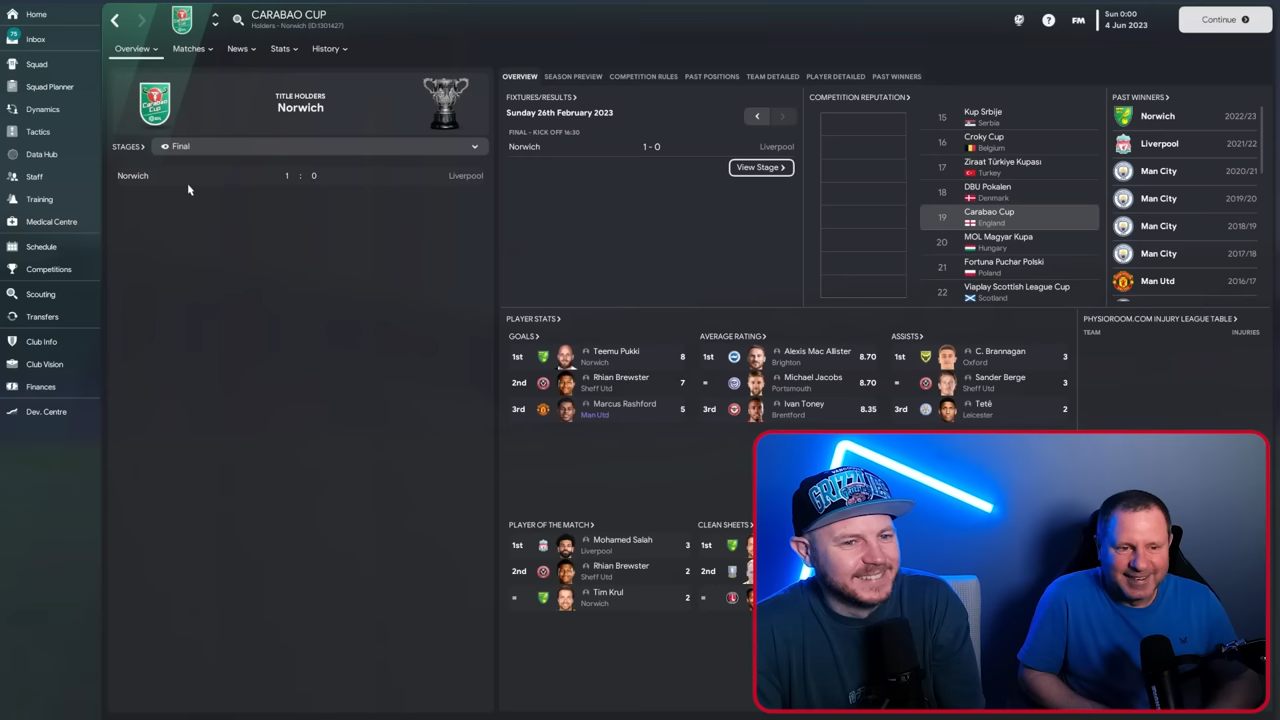 CARABAO CUP
Holders - Norwich (ID:1301427)
Sun 0:00
4 Jun 2023
FM
Continue
Home
75
Inbox
Squad
Squad Planner
Dynamics
Tactics
Data Hub
Staff
Training
Medical Centre
Schedule
Competitions
Scouting
Transfers
Club Info
Club Vision
Finances
Dev. Centre
Overview
Matches
News
Stats
History
Carabao Cup
TITLE HOLDERS
Norwich
STAGES
Final
Norwich 1 : 0 Liverpool
OVERVIEW
SEASON PREVIEW
COMPETITION RULES
PAST POSITIONS
TEAM DETAILED
PLAYER DETAILED
PAST WINNERS
FIXTURES/RESULTS
Sunday 26th February 2023
FINAL - KICK OFF 16:30
Norwich 1 - 0 Liverpool
View Stage
COMPETITION REPUTATION
15 Kup Srbije
Serbia
16 Croky Cup
Belgium
17 Ziraat Türkiye Kupası
Turkey
18 DBU Pokalen
Denmark
19 Carabao Cup
England
20 MOL Magyar Kupa
Hungary
21 Fortuna Puchar Polski
Poland
22 Viaplay Scottish League Cup
Scotland
PAST WINNERS
Norwich 2022/23
Liverpool 2021/22
Man City 2020/21
Man City 2019/20
Man City 2018/19
Man City 2017/18
Man Utd 2016/17
PLAYER STATS
GOALS
1st Teemu Pukki 8
Norwich
2nd Rhian Brewster 7
Sheff Utd
3rd Marcus Rashford 5
Man Utd
AVERAGE RATING
1st Alexis Mac Allister 8.70
Brighton
= Michael Jacobs 8.70
Portsmouth
3rd Ivan Toney 8.35
Brentford
ASSISTS
1st C. Brannagan 3
Oxford
= Sander Berge 3
Sheff Utd
3rd Tetê 2
Leicester
PHYSIOROOM.COM INJURY LEAGUE TABLE
TEAM INJURIES
PLAYER OF THE MATCH
1st Mohamed Salah 3
Liverpool
2nd Rhian Brewster 2
Sheff Utd
= Tim Krul 2
Norwich
CLEAN SHEETS
1st
2nd
=
VANCOUVER
GRIZZLIES